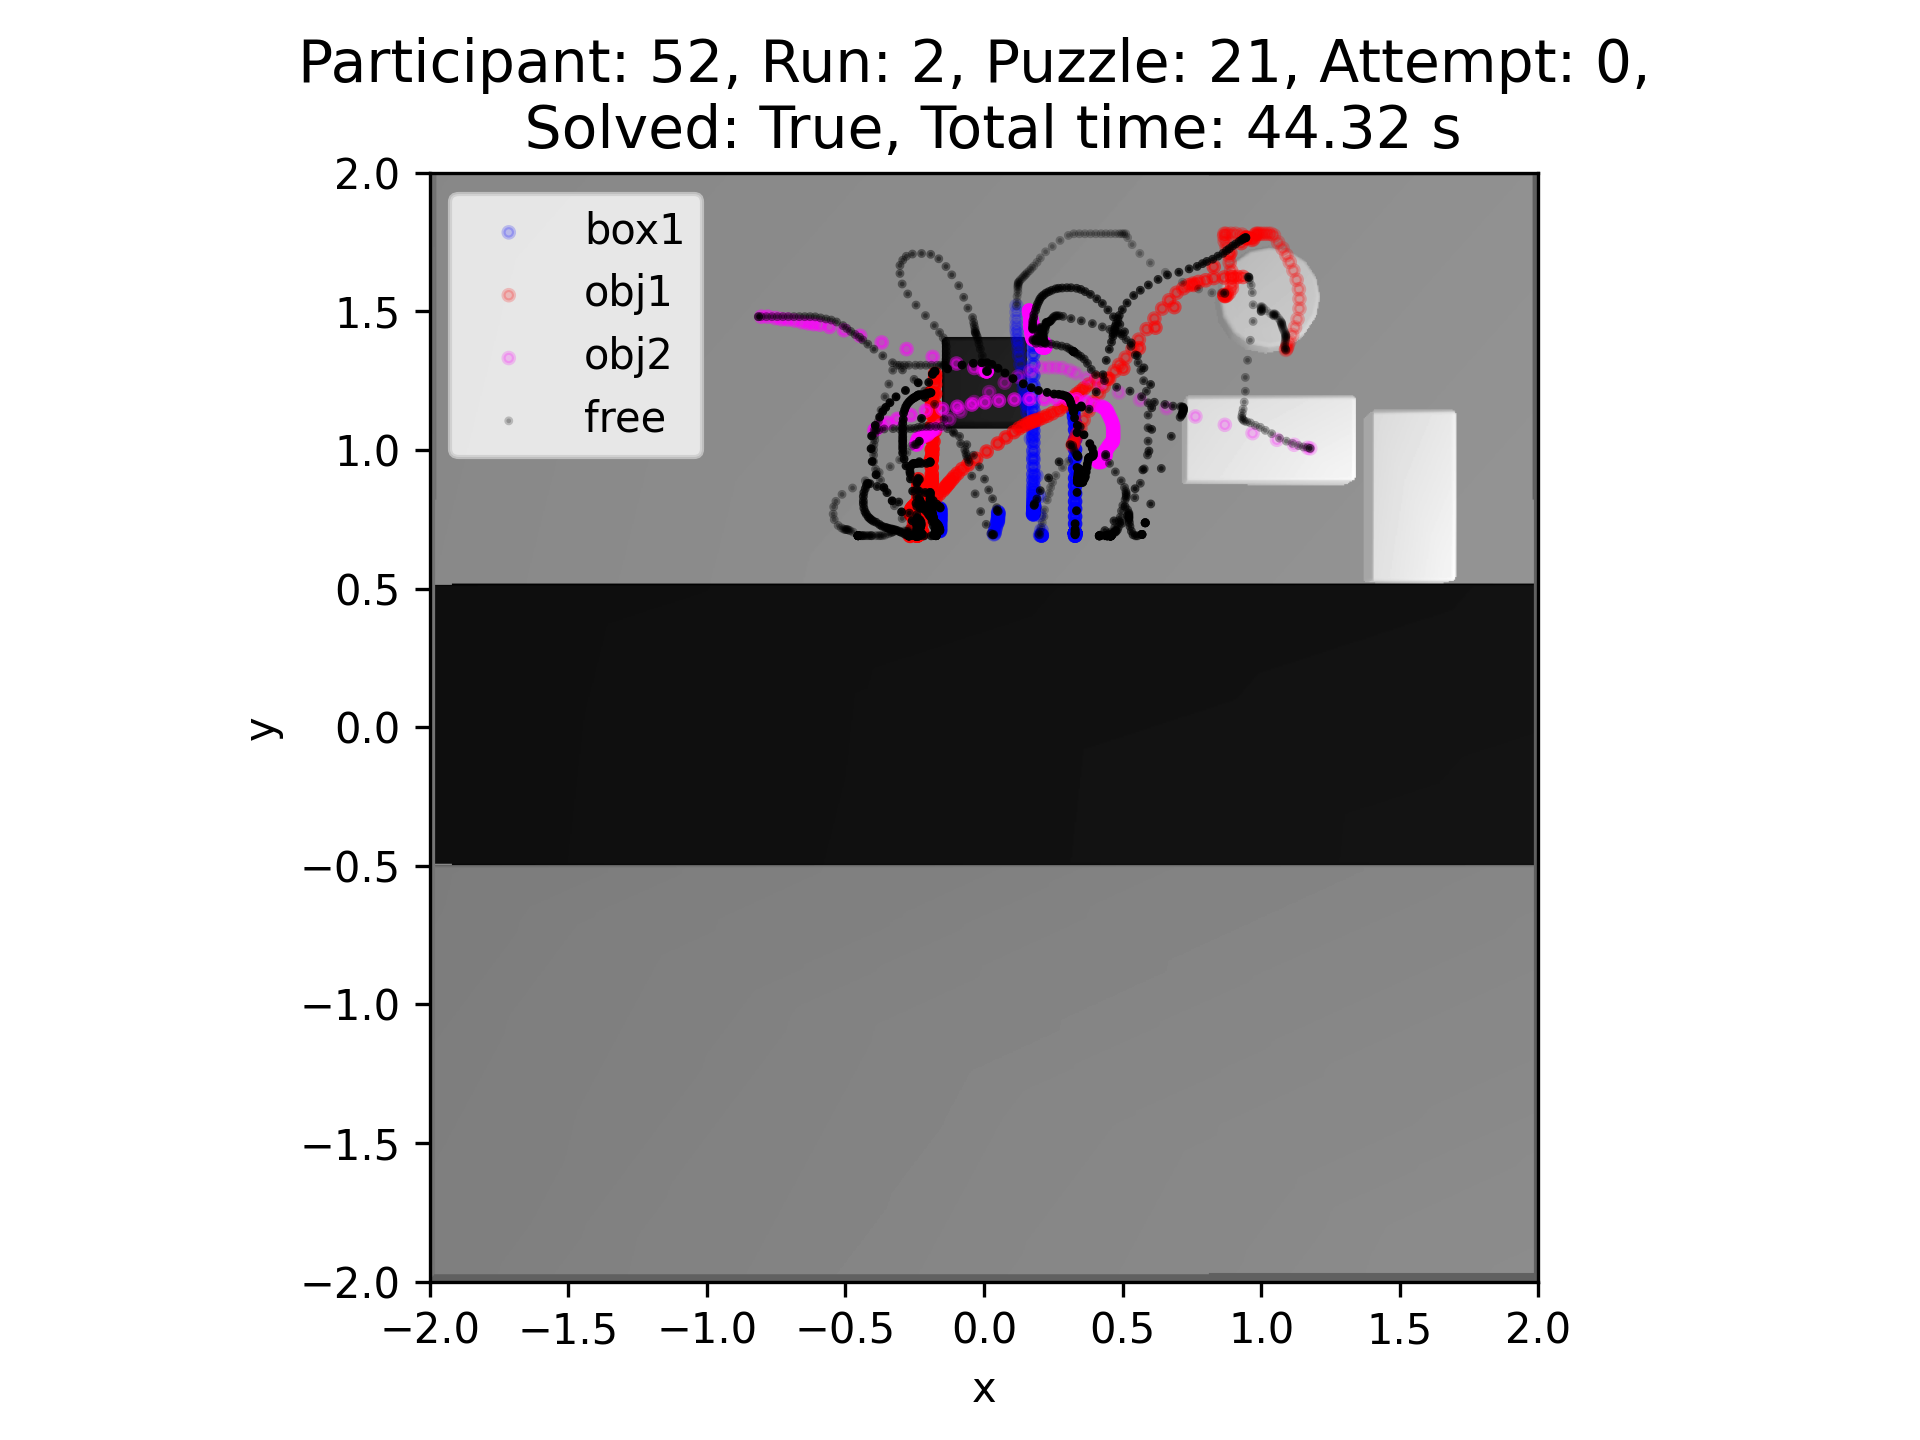 Participant: 52, Run: 2, Puzzle: 21, Attempt: 0,
Solved: True, Total time: 44.32 s
box1
obj1
obj2
free
2.0
1.5
1.0
0.5
0.0
−0.5
−1.0
−1.5
−2.0
y
−2.0 −1.5 −1.0 −0.5 0.0 0.5 1.0 1.5 2.0
x